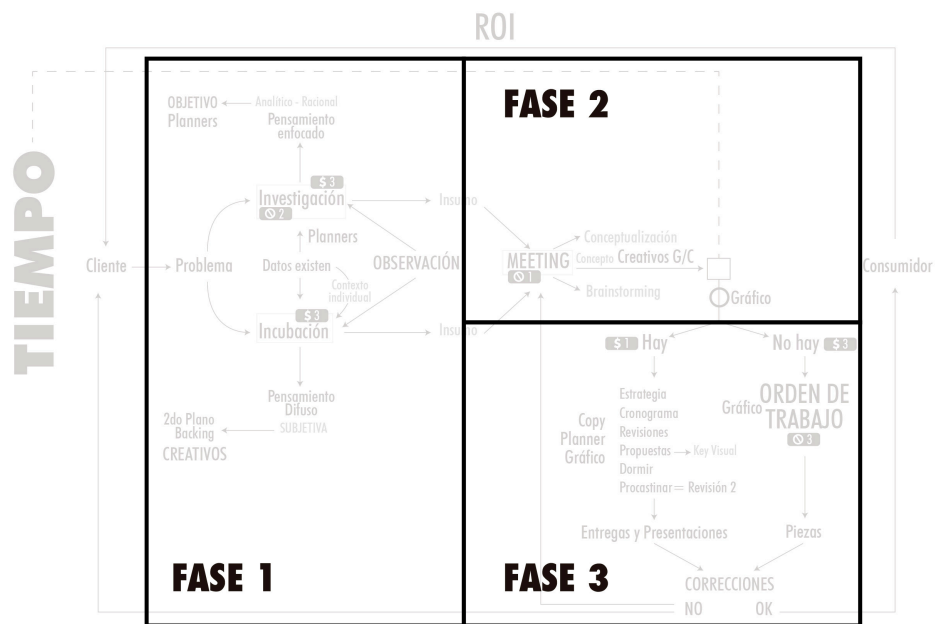 ROI
TIEMPO
FASE 1
FASE 2
FASE 3
Cliente
Problema
OBJETIVO
Planners
Analítico - Racional
Pensamiento
enfocado
$ 3
Investigación
2
Planners
Datos existen
Contexto
individual
OBSERVACIÓN
$ 3
Incubación
Pensamiento
Difuso
SUBJETIVA
2do Plano
Backing
CREATIVOS
Insumo
Insumo
MEETING
1
Conceptualización
Concepto Creativos G/C
Brainstorming
Gráfico
Consumidor
$ 1 Hay
No hay $ 3
Copy
Planner
Gráfico
Estrategia
Cronograma
Revisiones
Propuestas
Key Visual
Dormir
Procastinar = Revisión 2
Entregas y Presentaciones
Gráfico
ORDEN DE
TRABAJO
3
Piezas
CORRECCIONES
NO OK